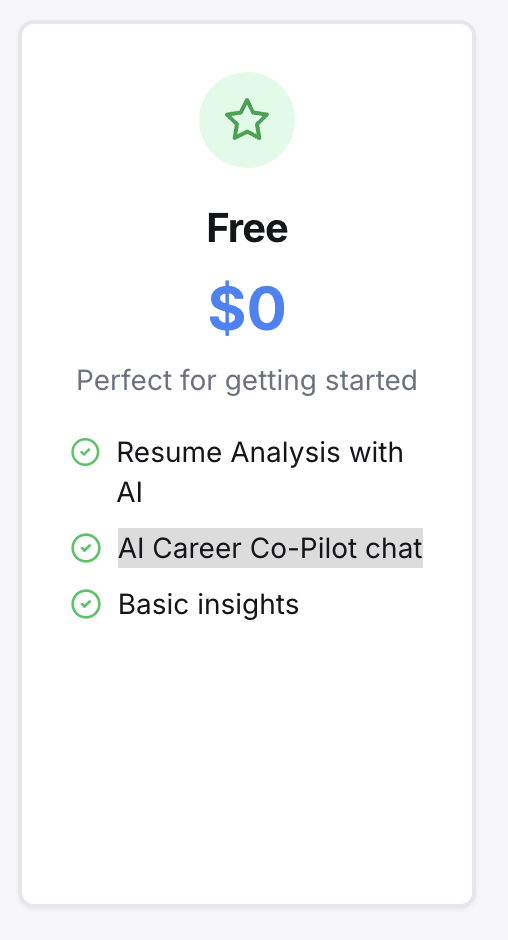 Free
$0
Perfect for getting started
Resume Analysis with
AI
AI Career Co-Pilot chat
Basic insights